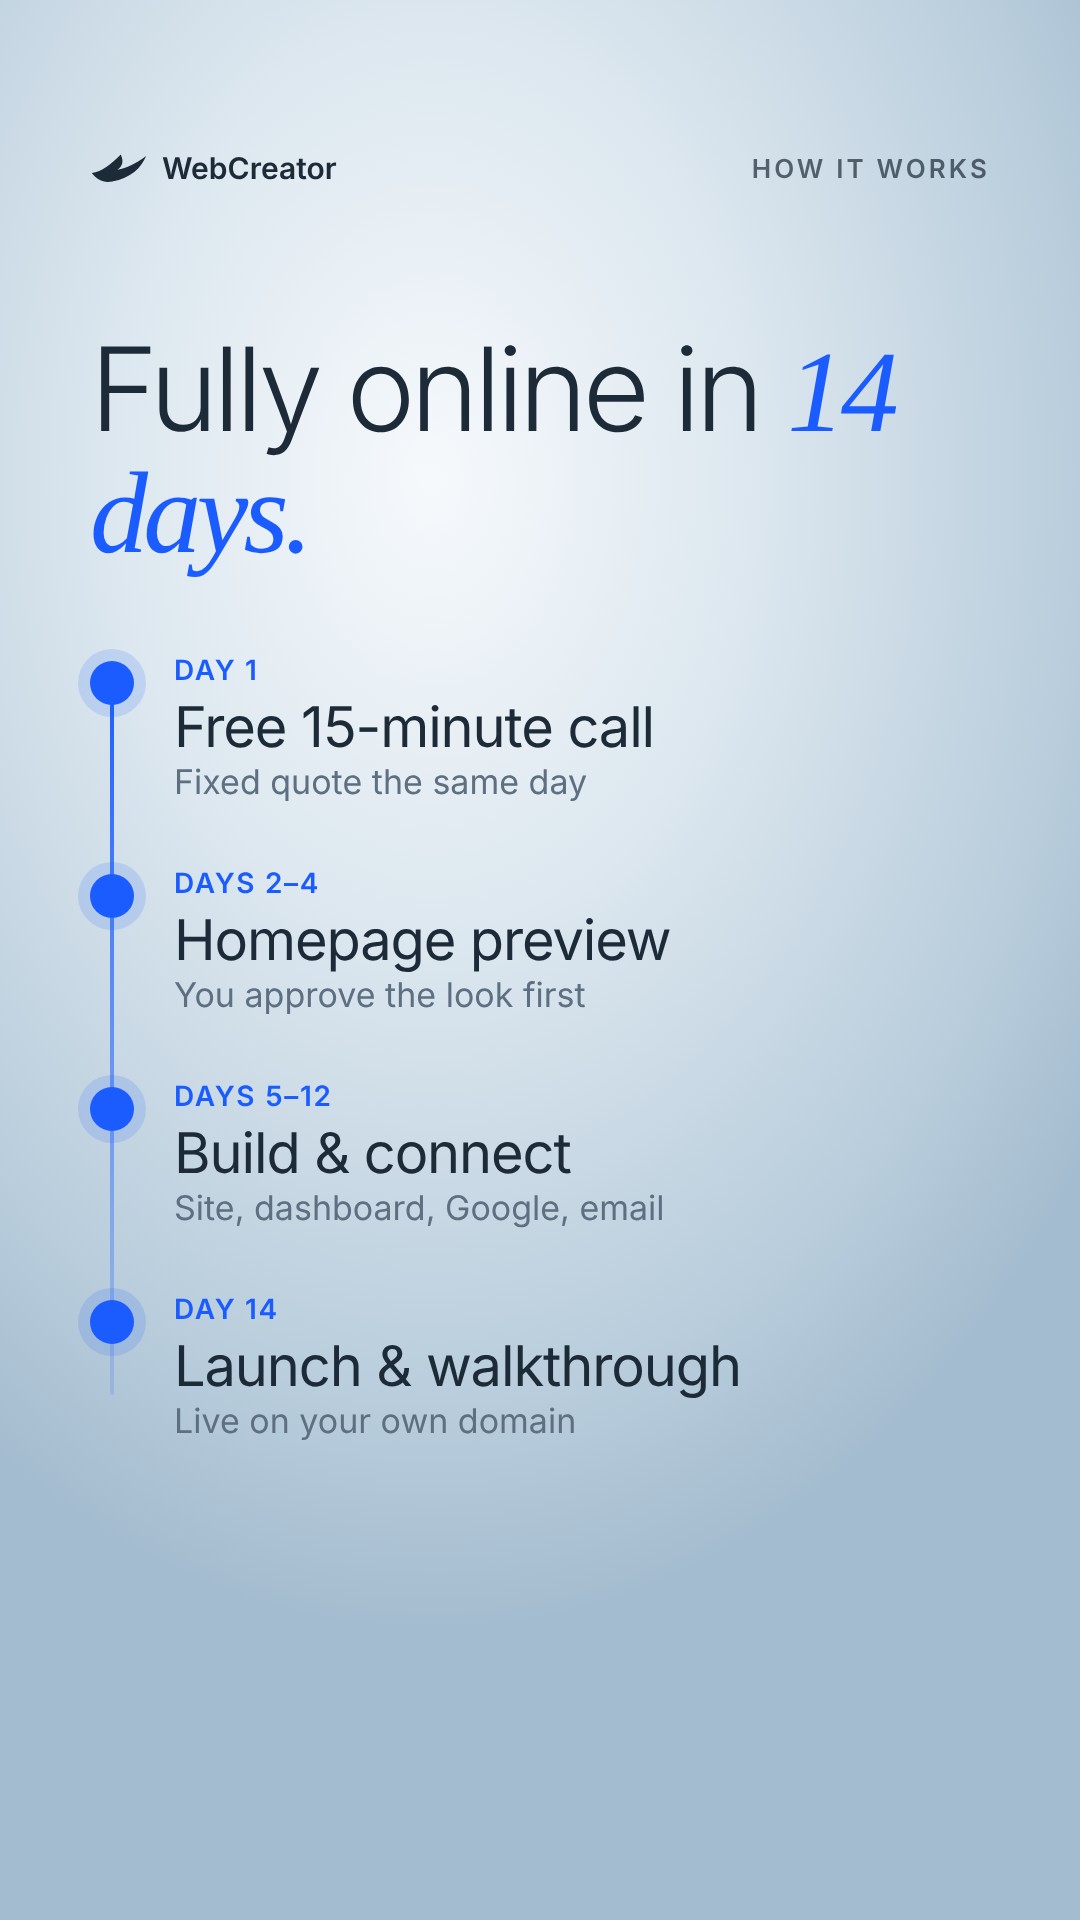 WebCreator
HOW IT WORKS
Fully online in 14
days.
DAY 1
Free 15-minute call
Fixed quote the same day
DAYS 2–4
Homepage preview
You approve the look first
DAYS 5–12
Build & connect
Site, dashboard, Google, email
DAY 14
Launch & walkthrough
Live on your own domain